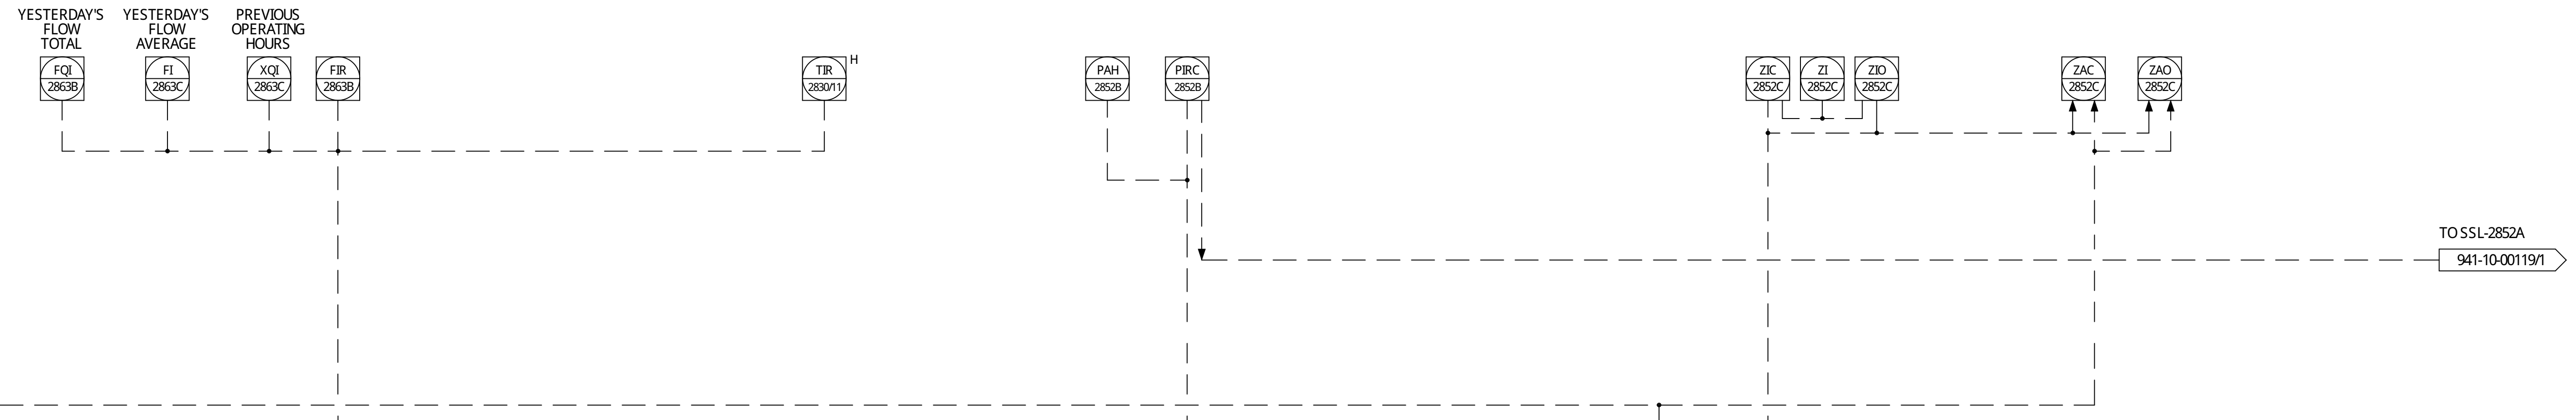 YESTERDAY'S
FLOW
TOTAL
YESTERDAY'S
FLOW
AVERAGE
PREVIOUS
OPERATING
HOURS
FQI
2863B
FI
2863C
XQI
2863C
FIR
2863B
TIR
2830/11
H
PAH
2852B
PIRC
2852B
ZIC
2852C
ZI
2852C
ZIO
2852C
ZAC
2852C
ZAO
2852C
TO SSL-2852A
941-10-00119/1